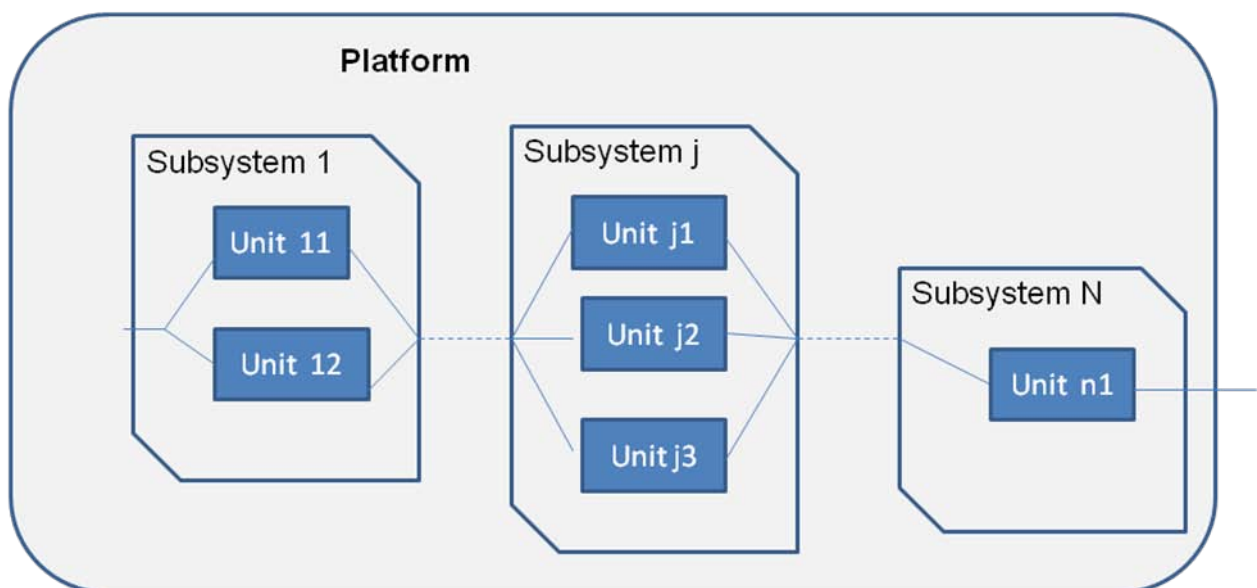 Platform
Subsystem 1
Unit 11
Unit 12
Subsystem j
Unit j1
Unit j2
Unit j3
Subsystem N
Unit n1